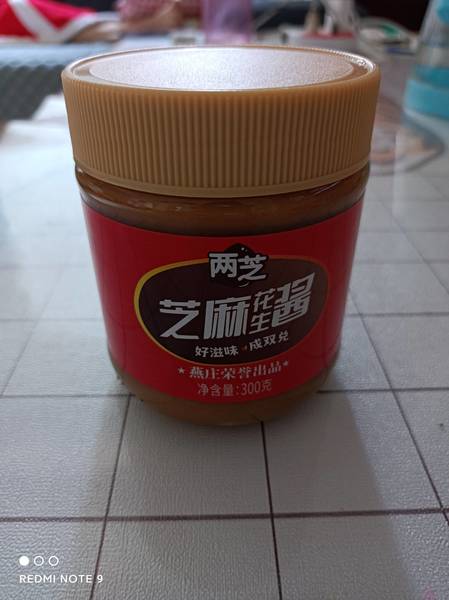 两芝
芝麻花生酱
好滋味·成双兑
★燕庄荣誉出品★
净含量:300克
REDMI NOTE 9